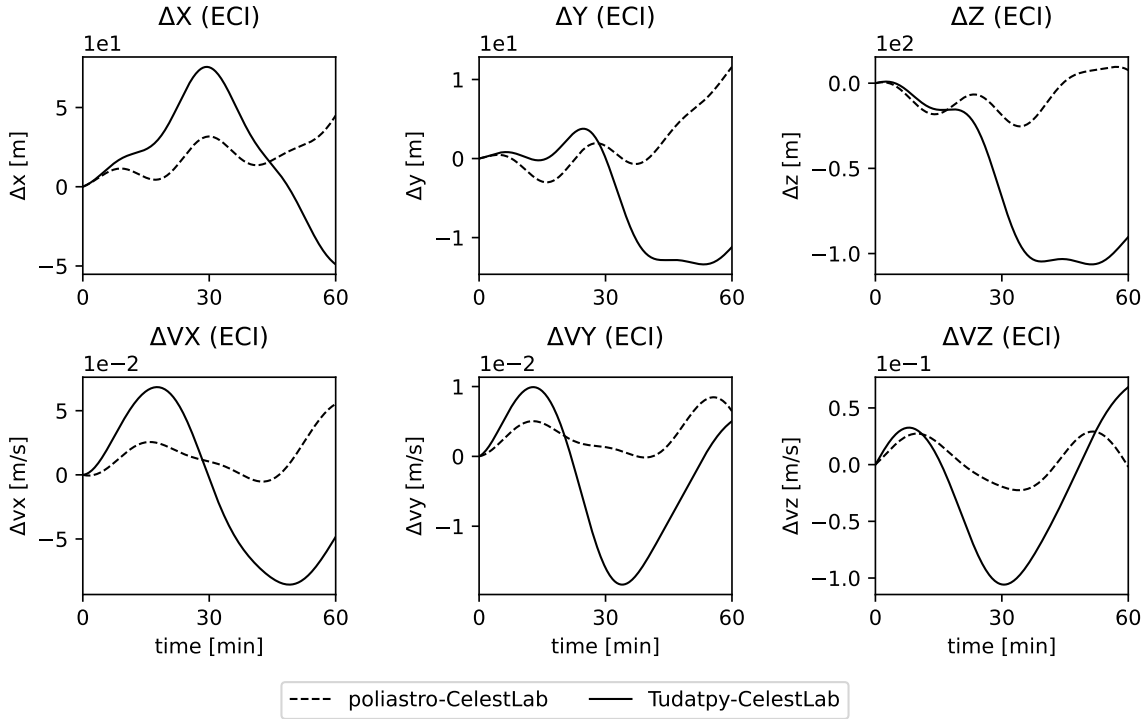 ΔX (ECI)
1e1
5
0
−5
Δx [m]
0 30 60
ΔY (ECI)
1e1
1
0
−1
Δy [m]
0 30 60
ΔZ (ECI)
1e2
0.0
−0.5
−1.0
Δz [m]
0 30 60
ΔVX (ECI)
1e−2
5
0
−5
Δvx [m/s]
0 30 60
time [min]
ΔVY (ECI)
1e−2
1
0
−1
Δvy [m/s]
0 30 60
time [min]
ΔVZ (ECI)
1e−1
0.5
0.0
−0.5
−1.0
Δvz [m/s]
0 30 60
time [min]
poliastro-CelestLab Tudatpy-CelestLab